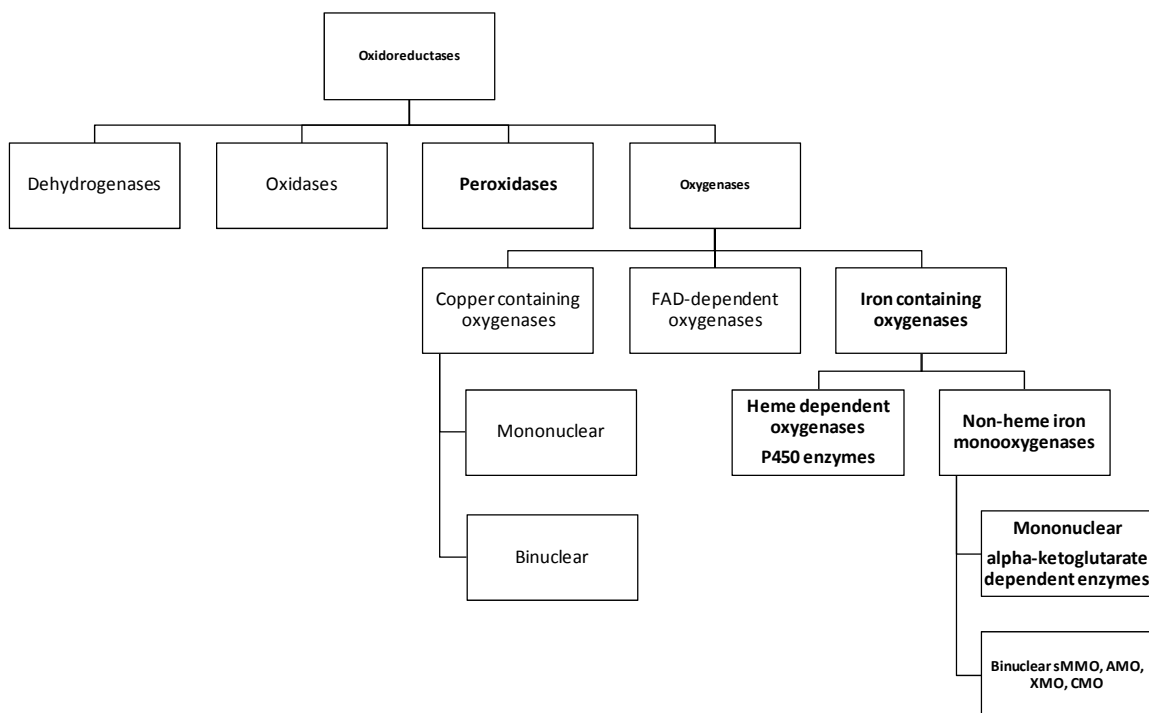 Oxidoreductases
Dehydrogenases
Oxidases
Peroxidases
Oxygenases
Copper containing
oxygenases
FAD-dependent
oxygenases
Iron containing
oxygenases
Mononuclear
Binuclear
Heme dependent
oxygenases
P450 enzymes
Non-heme iron
monooxygenases
Mononuclear
alpha-ketoglutarate
dependent enzymes
Binuclear sMMO, AMO,
XMO, CMO